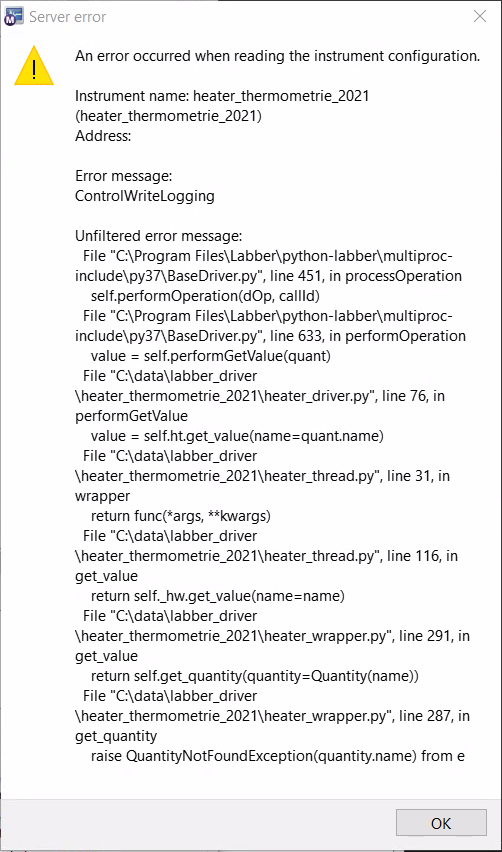 Server error
An error occurred when reading the instrument configuration.
Instrument name: heater_thermometrie_2021
(heater_thermometrie_2021)
Address:
Error message:
ControlWriteLogging
Unfiltered error message:
File "C:\Program Files\Labber\python-labber\multiproc-
include\py37\BaseDriver.py", line 451, in processOperation
self.performOperation(dOp, callId)
File "C:\Program Files\Labber\python-labber\multiproc-
include\py37\BaseDriver.py", line 633, in performOperation
value = self.performGetValue(quant)
File "C:\data\labber_driver
\heater_thermometrie_2021\heater_driver.py", line 76, in
performGetValue
value = self.ht.get_value(name=quant.name)
File "C:\data\labber_driver
\heater_thermometrie_2021\heater_thread.py", line 31, in
wrapper
return func(*args, **kwargs)
File "C:\data\labber_driver
\heater_thermometrie_2021\heater_thread.py", line 116, in
get_value
return self._hw.get_value(name=name)
File "C:\data\labber_driver
\heater_thermometrie_2021\heater_wrapper.py", line 291, in
get_value
return self.get_quantity(quantity=Quantity(name))
File "C:\data\labber_driver
\heater_thermometrie_2021\heater_wrapper.py", line 287, in
get_quantity
raise QuantityNotFoundException(quantity.name) from e
OK